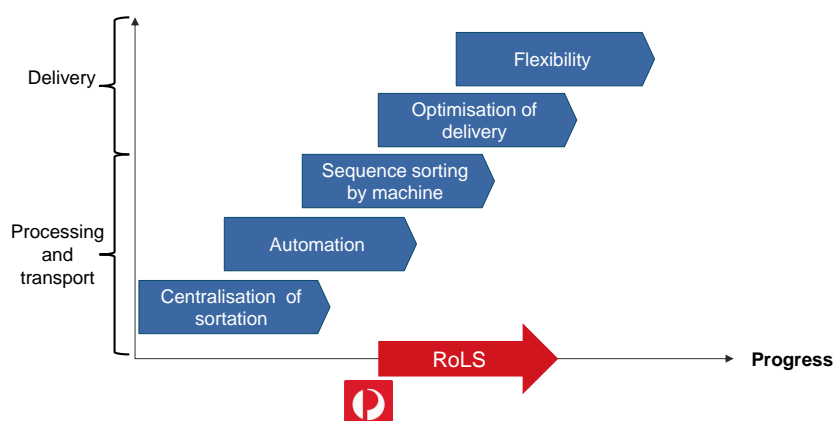 Flexibility
Delivery
Optimisation of
delivery
Sequence sorting
by machine
Processing
and
transport
Automation
Centralisation of
sortation
RoLS
Progress